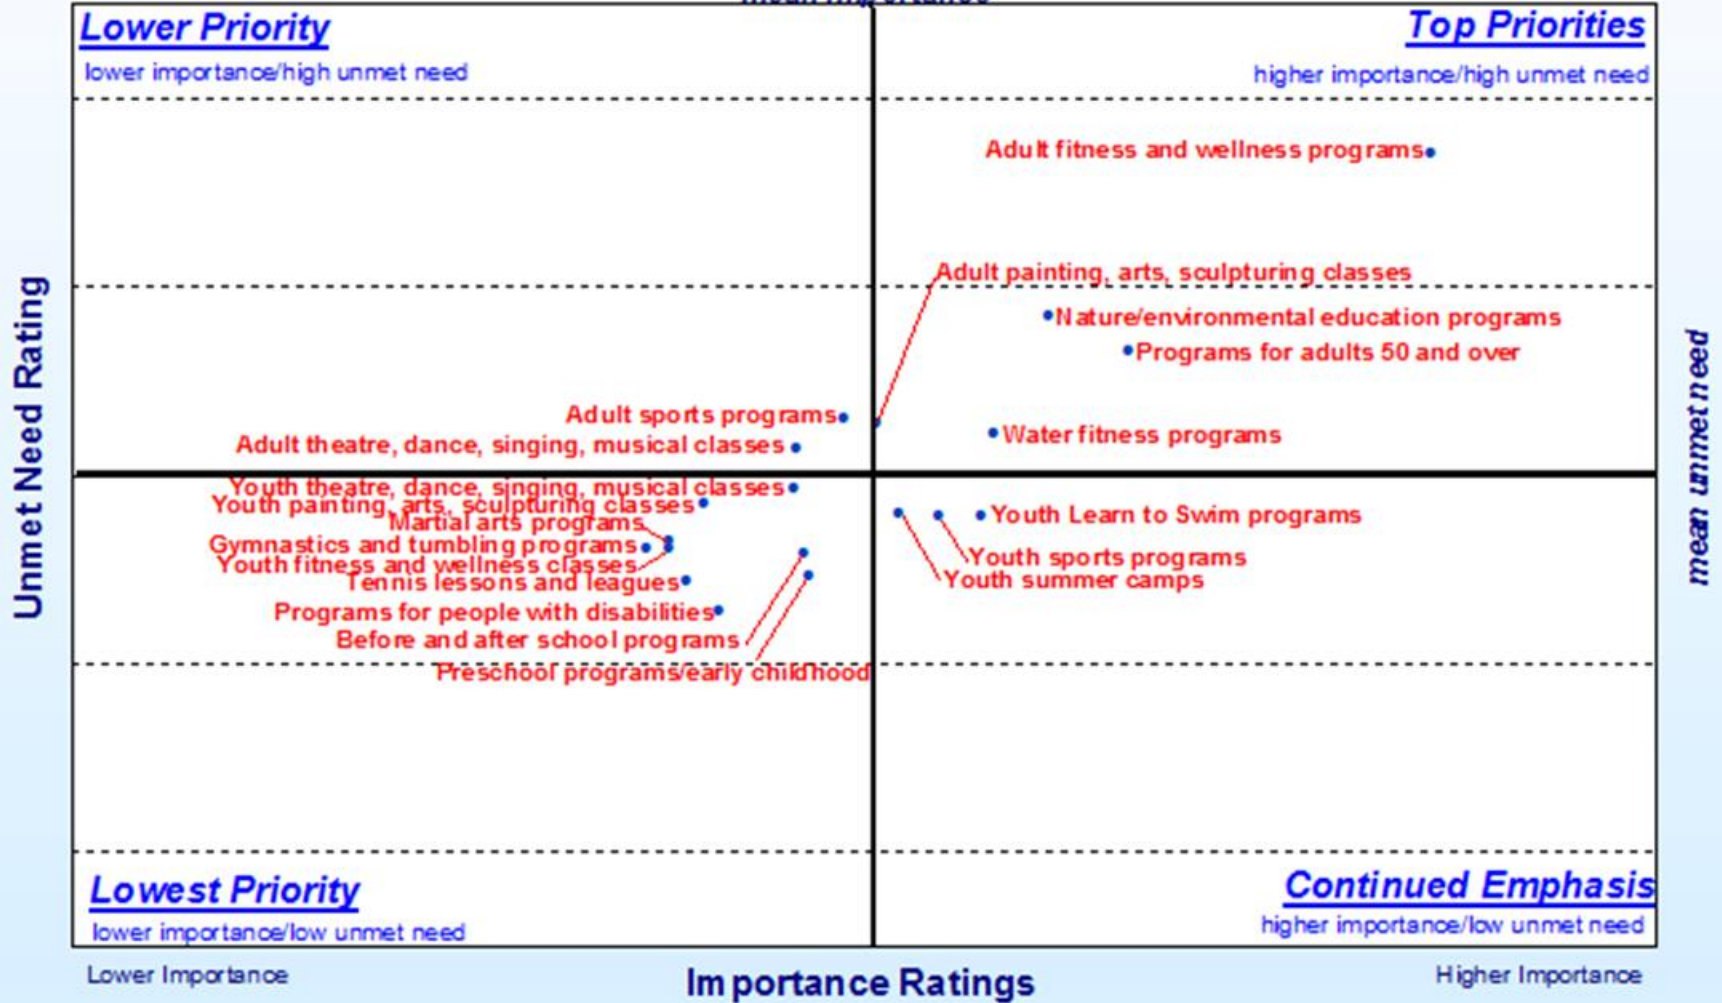 mean importance
Lower Priority
lower importance/high unmet need
Top Priorities
higher importance/high unmet need
Adult fitness and wellness programs
Adult painting, arts, sculpturing classes
Nature/environmental education programs
Programs for adults 50 and over
Adult sports programs
Water fitness programs
Adult theatre, dance, singing, musical classes
Unmet Need Rating
mean unmet need
Youth theatre, dance, singing, musical classes
Youth painting, arts, sculpturing classes
Martial arts programs
Gymnastics and tumbling programs
Youth fitness and wellness classes
Tennis lessons and leagues
Programs for people with disabilities
Before and after school programs
Preschool programs/early childhood
Youth Learn to Swim programs
Youth sports programs
Youth summer camps
Lowest Priority
lower importance/low unmet need
Continued Emphasis
higher importance/low unmet need
Lower Importance
Importance Ratings
Higher Importance